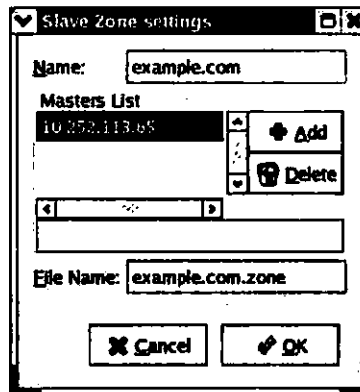 Slave Zone settings
Name: example.com
Masters List
10.252.113.65
Add
Delete
File Name: example.com.zone
Cancel
OK